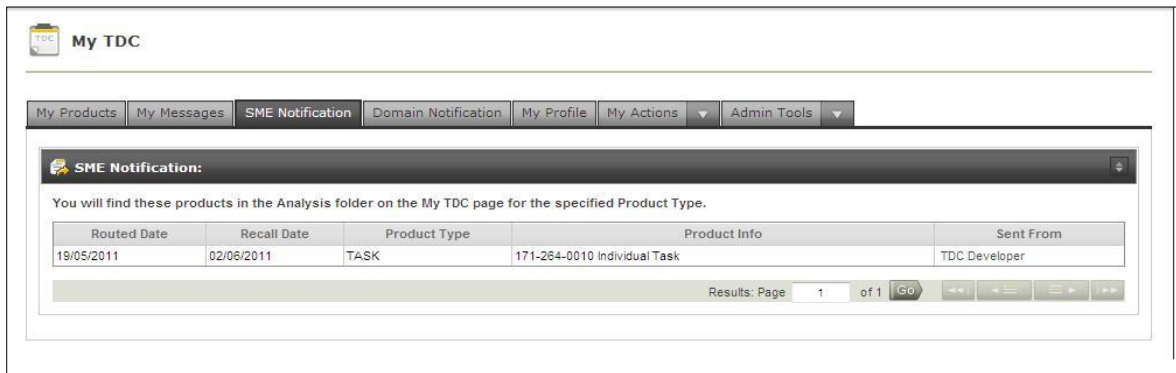 TDC
My TDC
My Products My Messages SME Notification Domain Notification My Profile My Actions Admin Tools
SME Notification:
You will find these products in the Analysis folder on the My TDC page for the specified Product Type.
Routed Date Recall Date Product Type Product Info Sent From
19/05/2011 02/06/2011 TASK 171-264-0010 Individual Task TDC Developer
Results: Page 1 of 1 Go